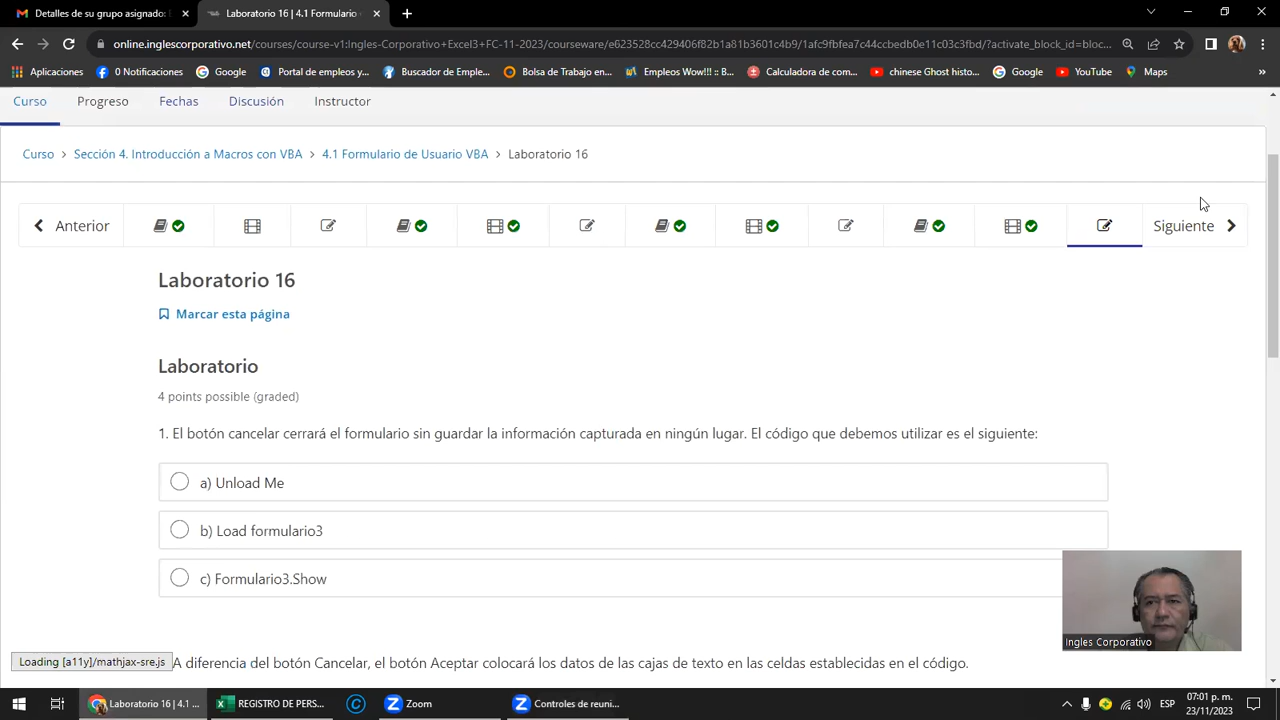 Detalles de su grupo asignado:
Laboratorio 16 | 4.1 Formulario
online.inglescorporativo.net/courses/course-v1:Ingles-Corporativo+Excel3+FC-11-2023/courseware/e623528cc429406f82b1a81b3601c4b9/1afc9fbfea7c44ccbedb0e11c03c3fbd/?activate_block_id=bloc...
Aplicaciones
0 Notificaciones
Google
Portal de empleos y...
Buscador de Emple...
Bolsa de Trabajo en...
Empleos Wow!!! :: B...
Calculadora de com...
chinese Ghost histo...
Google
YouTube
Maps
Curso
Progreso
Fechas
Discusión
Instructor
Curso > Sección 4. Introducción a Macros con VBA > 4.1 Formulario de Usuario VBA > Laboratorio 16
Anterior
Siguiente
Laboratorio 16
Marcar esta página
Laboratorio
4 points possible (graded)
1. El botón cancelar cerrará el formulario sin guardar la información capturada en ningún lugar. El código que debemos utilizar es el siguiente:
a) Unload Me
b) Load formulario3
c) Formulario3.Show
Ingles Corporativo
Loading [a11y]/mathjax-sre.js
A diferencia del botón Cancelar, el botón Aceptar colocará los datos de las cajas de texto en las celdas establecidas en el código.
Laboratorio 16 | 4.1 ...
REGISTRO DE PERS...
Zoom
Controles de reuni...
ESP
07:01 p. m.
23/11/2023